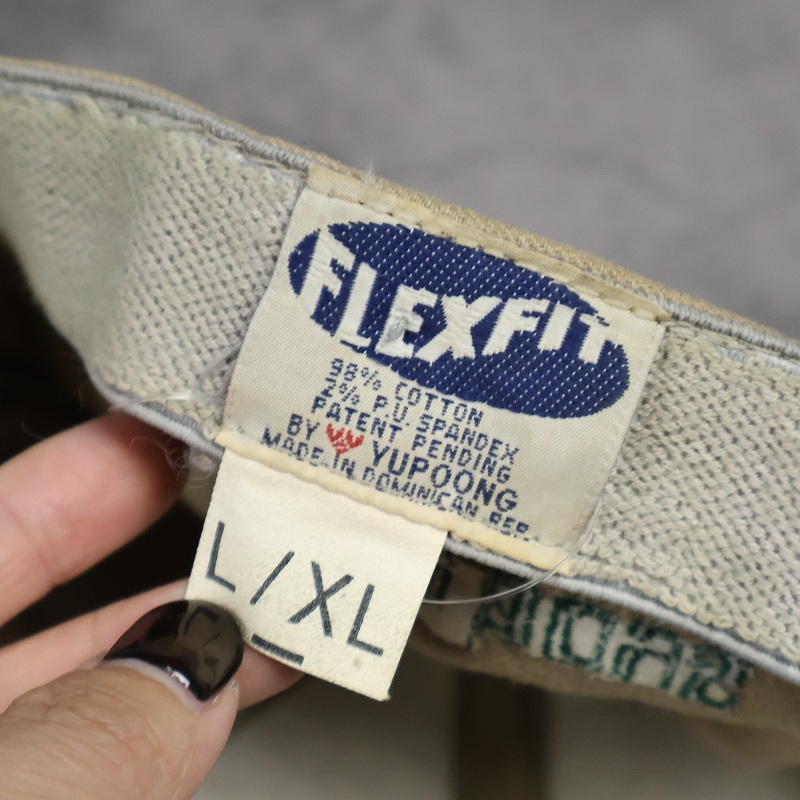 FLEXFIT
98% COTTON
2% P.U. SPANDEX
PATENT PENDING
BY YUPOONG
MADE IN DOMINICAN REP.
L/XL